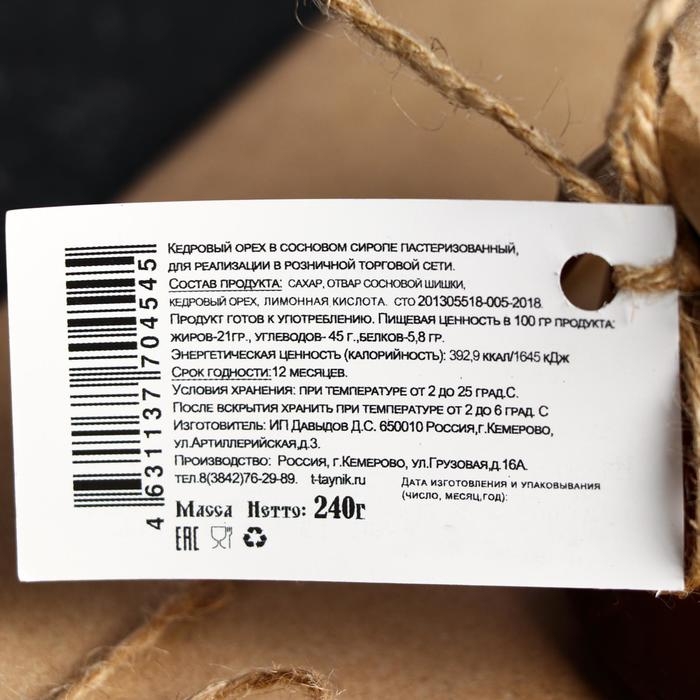 Кедровый орех в сосновом сиропе пастеризованный,
для реализации в розничной торговой сети.
Состав продукта: сахар, отвар сосновой шишки,
кедровый орех, лимонная кислота. сто 201305518-005-2018.
Продукт готов к употреблению. Пищевая ценность в 100 гр продукта:
жиров-21гр., углеводов- 45 г.,белков-5,8 гр.
Энергетическая ценность (калорийность): 392,9 ккал/1645 кДж
Срок годности:12 месяцев.
Условия хранения: при температуре от 2 до 25 град.С.
После вскрытия хранить при температуре от 2 до 6 град. С
Изготовитель: ИП Давыдов Д.С. 650010 Россия,г.Кемерово,
ул.Артиллерийская,д.3.
Производство: Россия, г.Кемерово, ул.Грузовая,д.16А.
тел.8(3842)76-29-89. t-taynik.ru
Дата изготовления и упаковывания
(число, месяц,год):
Масса Нетто: 240г
EAC
4 631137 704545